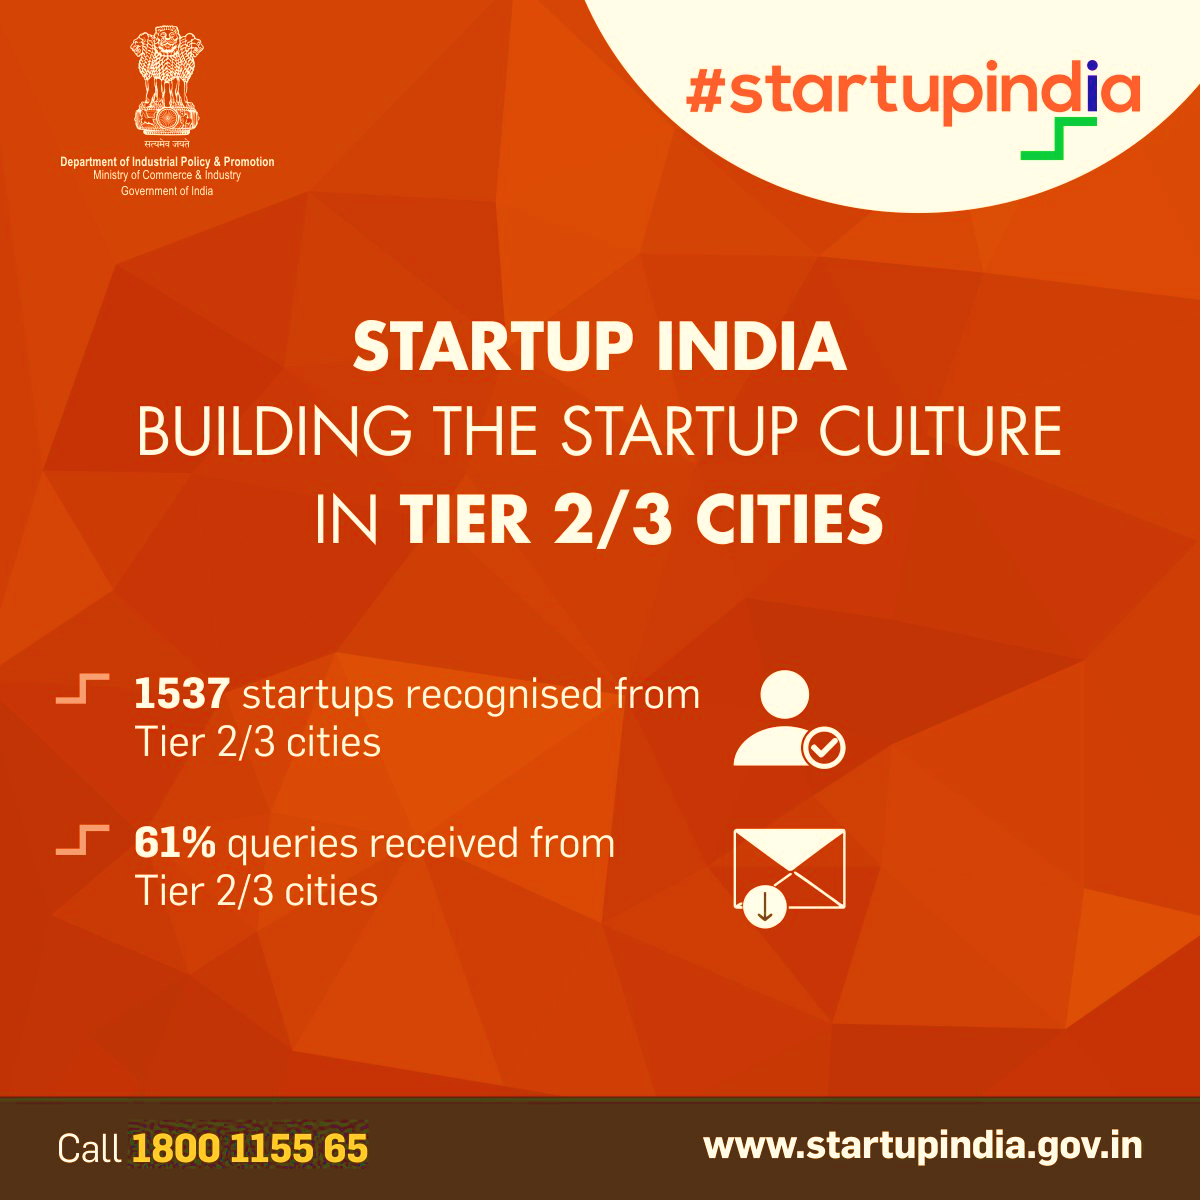 सत्यमेव जयते
Department of Industrial Policy & Promotion
Ministry of Commerce & Industry
Government of India
#startupindia
STARTUP INDIA
BUILDING THE STARTUP CULTURE
IN TIER 2/3 CITIES
1537 startups recognised from
Tier 2/3 cities
61% queries received from
Tier 2/3 cities
Call 1800 1155 65
www.startupindia.gov.in